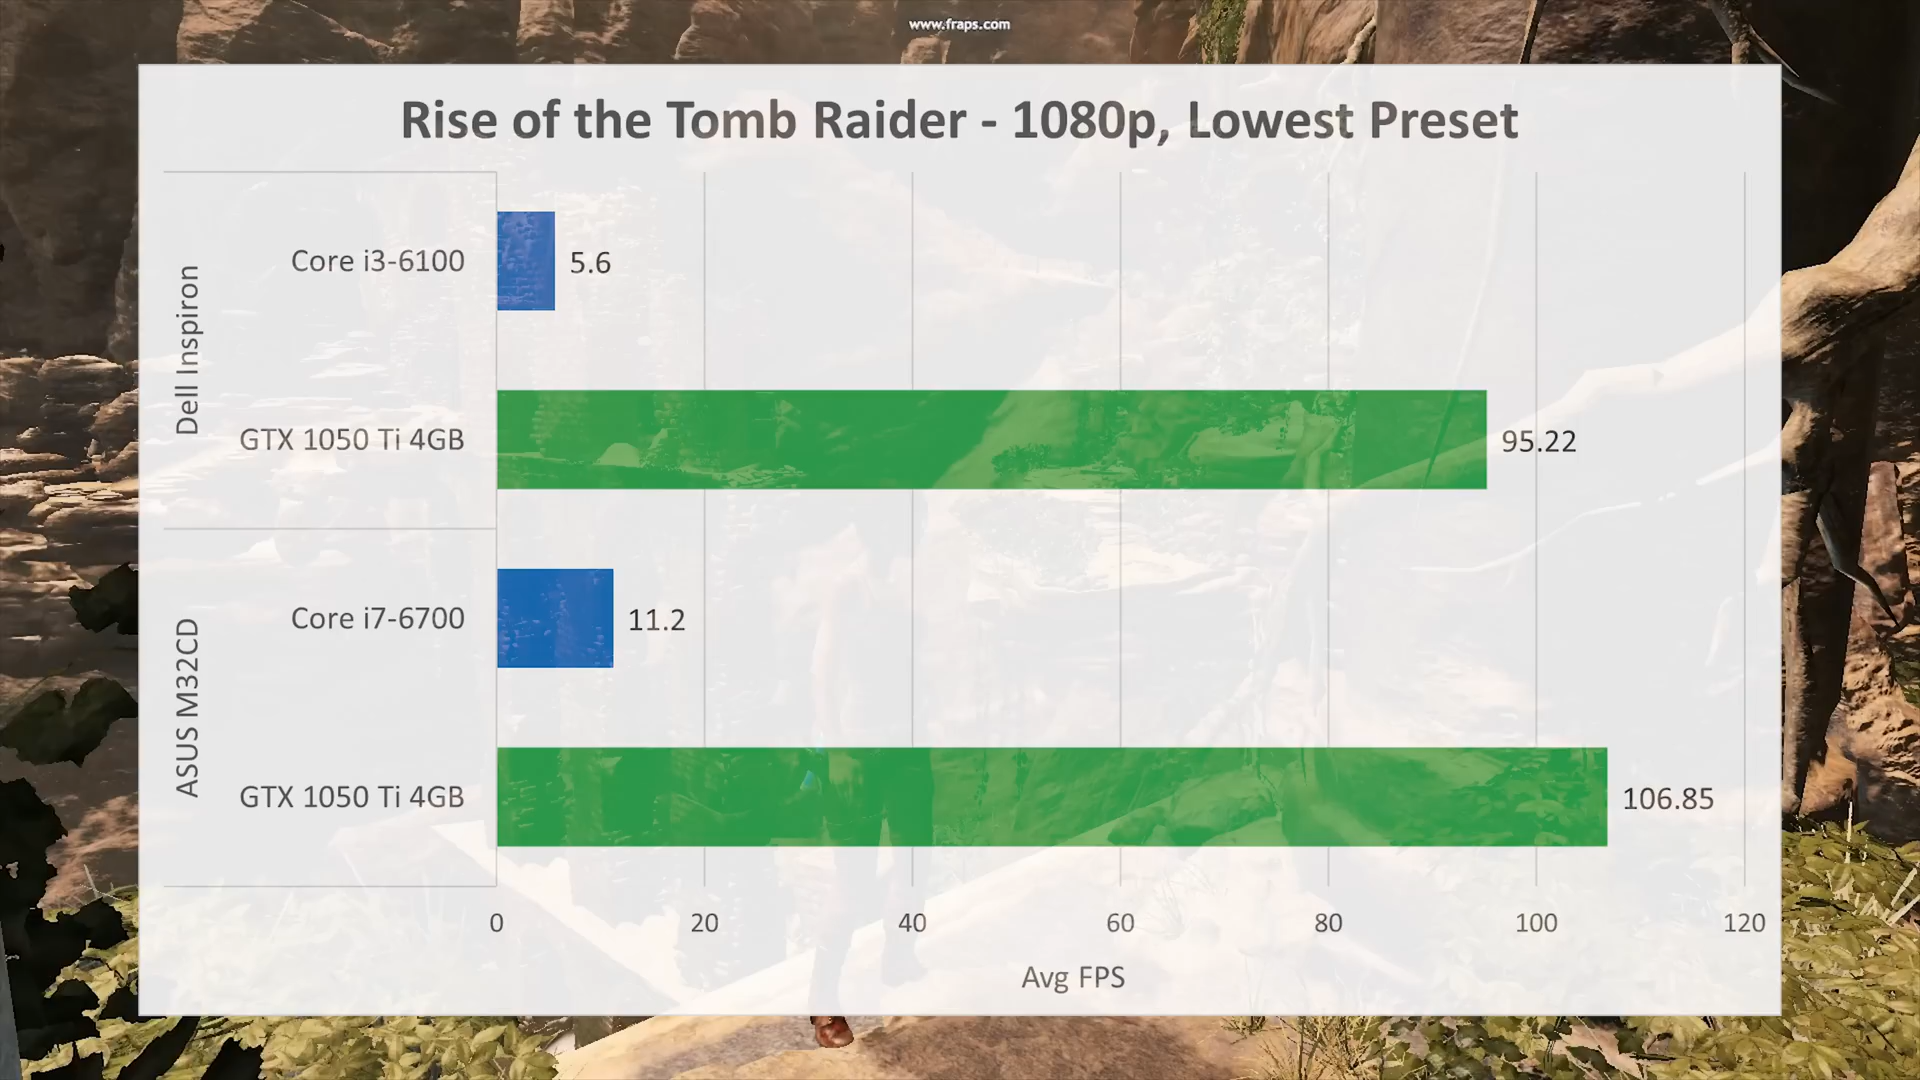 www.fraps.com
Rise of the Tomb Raider - 1080p, Lowest Preset
Dell Inspiron
Core i3-6100
5.6
GTX 1050 Ti 4GB
95.22
ASUS M32CD
Core i7-6700
11.2
GTX 1050 Ti 4GB
106.85
0 20 40 60 80 100 120
Avg FPS